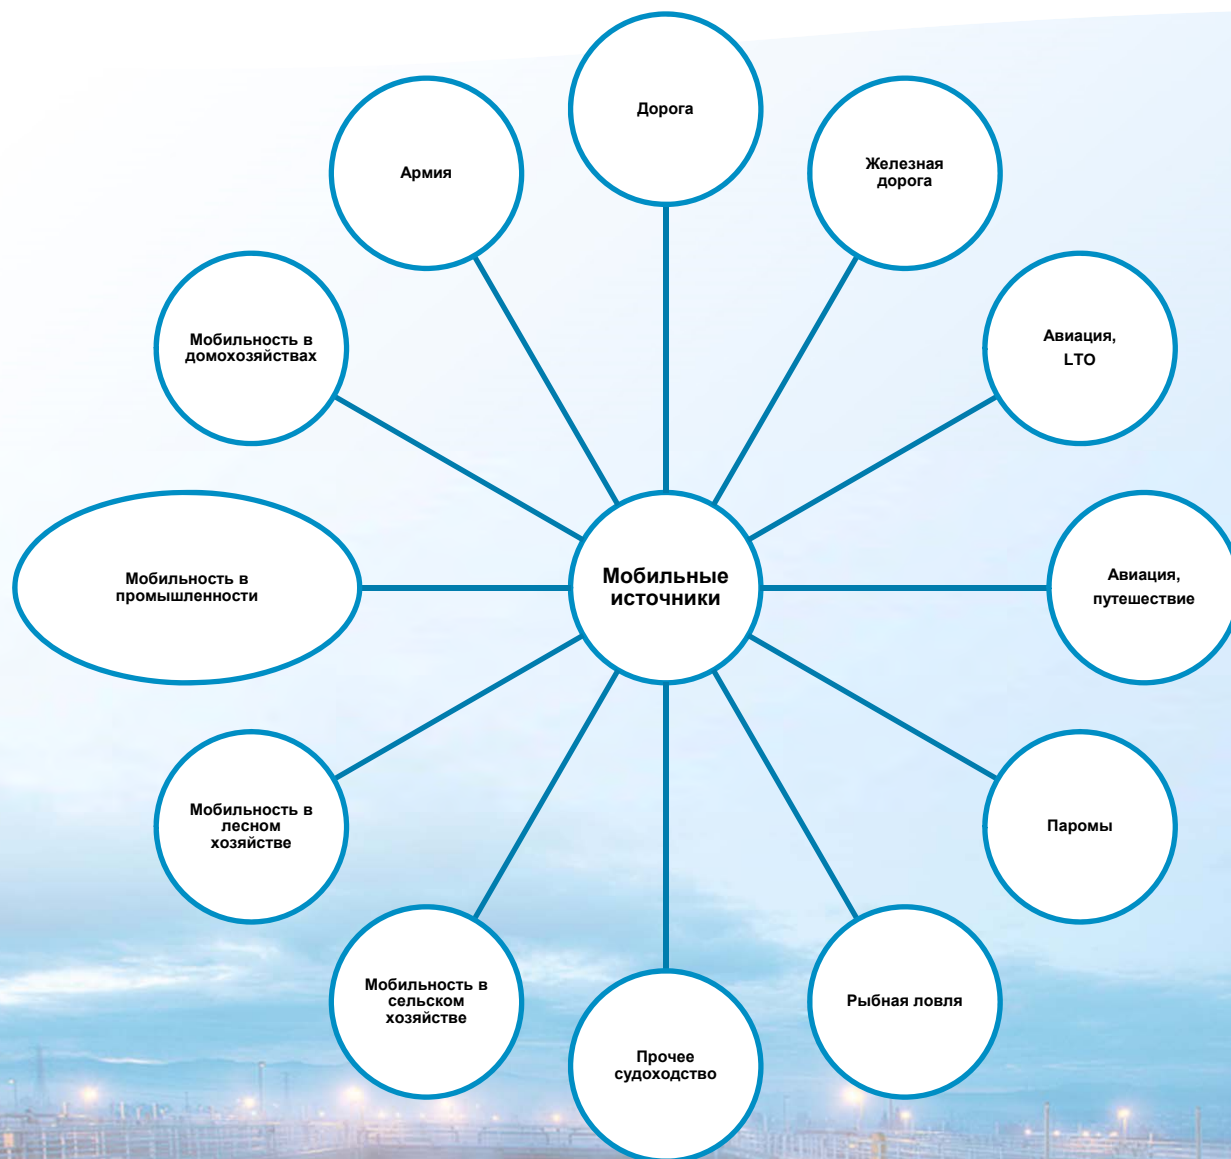 Дорога
Железная
дорога
Авиация,
LTO
Авиация,
путешествие
Паромы
Рыбная ловля
Прочее
судоходство
Мобильность в
сельском
хозяйстве
Мобильность в
лесном
хозяйстве
Мобильность в
промышленности
Мобильность в
домохозяйствах
Армия
Мобильные
источники